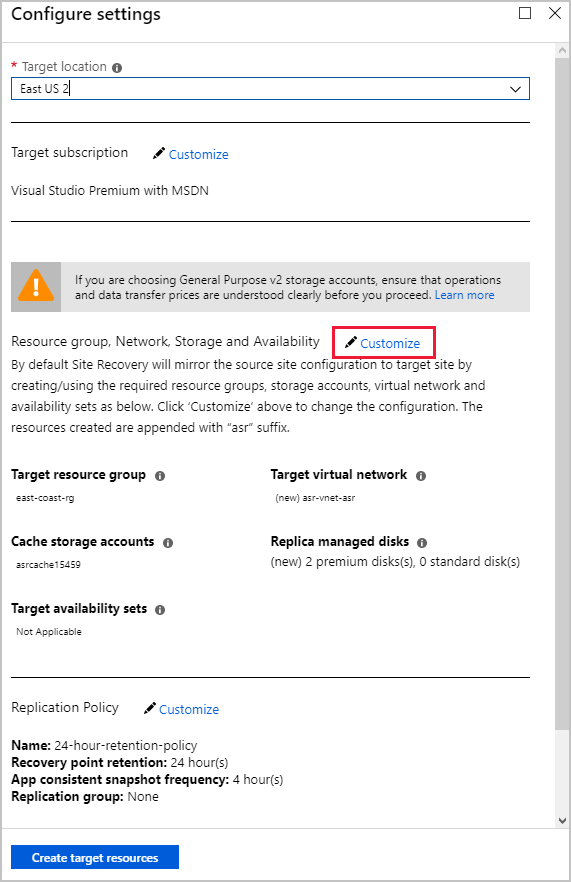 Configure settings
* Target location
East US 2
Target subscription Customize
Visual Studio Premium with MSDN
If you are choosing General Purpose v2 storage accounts, ensure that operations
and data transfer prices are understood clearly before you proceed. Learn more
Resource group, Network, Storage and Availability Customize
By default Site Recovery will mirror the source site configuration to target site by
creating/using the required resource groups, storage accounts, virtual network and
availability sets as below. Click ‘Customize’ above to change the configuration. The
resources created are appended with “asr” suffix.
Target resource group Target virtual network
east-coast-rg (new) asr-vnet-asr
Cache storage accounts Replica managed disks
asrcache15459 (new) 2 premium disks(s), 0 standard disk(s)
Target availability sets
Not Applicable
Replication Policy Customize
Name: 24-hour-retention-policy
Recovery point retention: 24 hour(s)
App consistent snapshot frequency: 4 hour(s)
Replication group: None
Create target resources